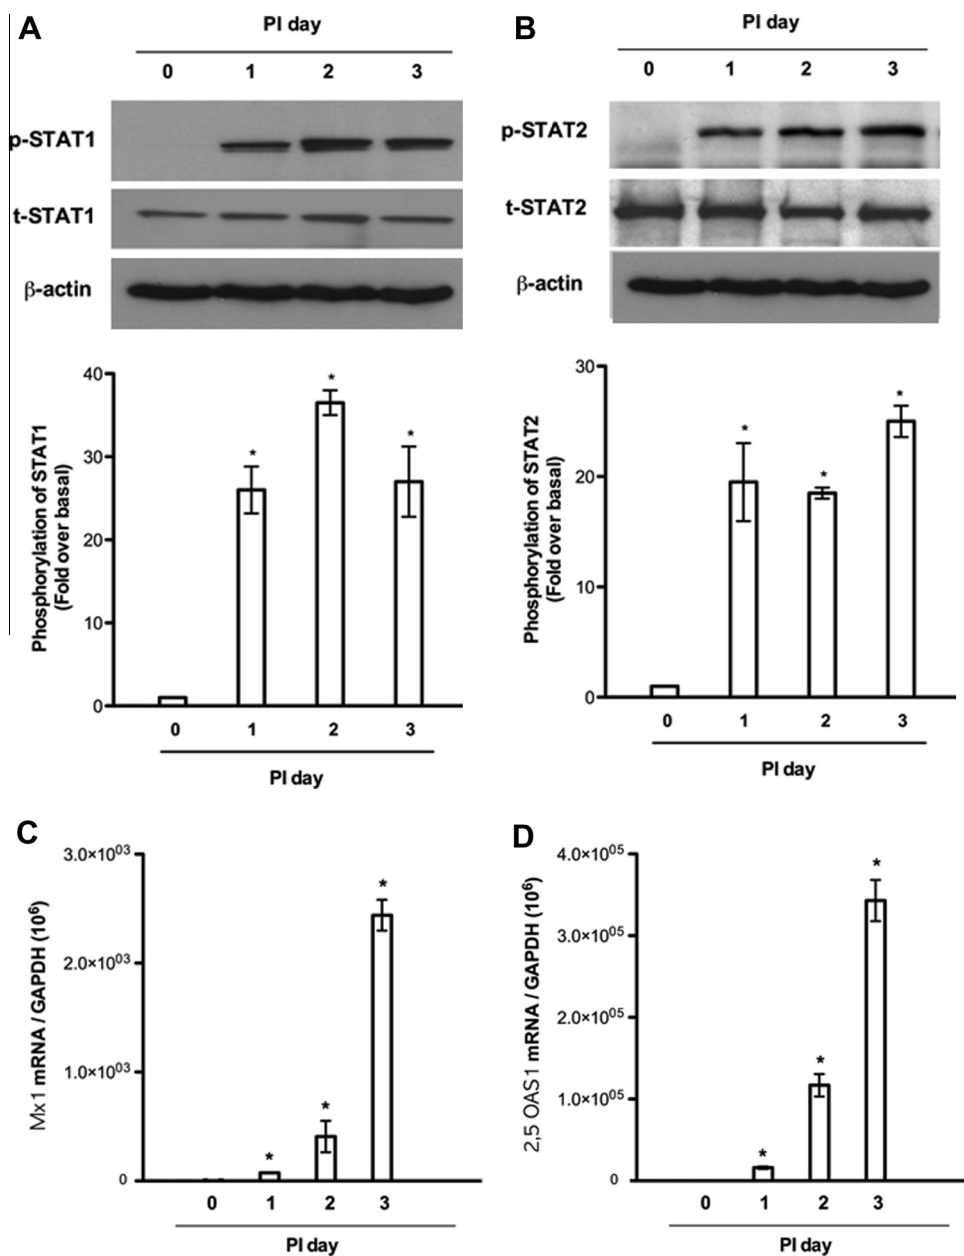 A
PI day
0 1 2 3
p-STAT1
t-STAT1
β-actin
40
30
20
10
0
Phosphorylation of STAT1
(Fold over basal)
* * *
0 1 2 3
PI day
B
PI day
0 1 2 3
p-STAT2
t-STAT2
β-actin
30
20
10
0
Phosphorylation of STAT2
(Fold over basal)
* * *
0 1 2 3
PI day
C
3.0×10⁰³
2.0×10⁰³
1.0×10⁰³
0
Mx1 mRNA / GAPDH (10⁶)
* * *
0 1 2 3
PI day
D
4.0×10⁰⁵
3.0×10⁰⁵
2.0×10⁰⁵
1.0×10⁰⁵
0
2,5 OAS1 mRNA / GAPDH (10⁶)
* * *
0 1 2 3
PI day